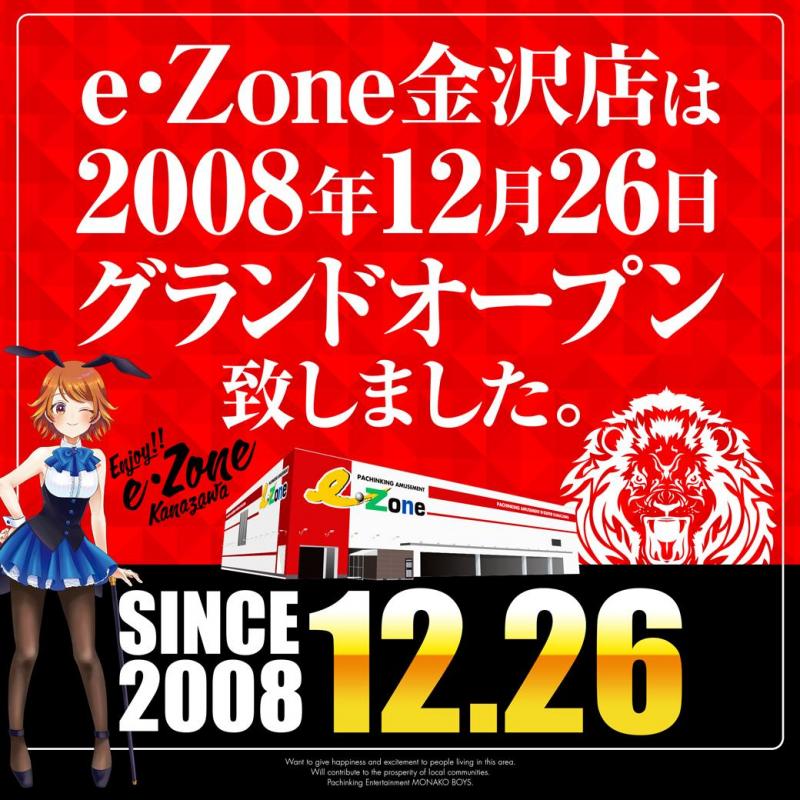 e・Zone金沢店は
2008年12月26日
グランドオープン
致しました。
Enjoy!!
e・Zone
Kanazawa
e・Zone
PACHINKING AMUSEMENT
e・Zone
SINCE
2008
12.26
Want to give happiness and excitement to people living in this area.
Will contribute to the prosperity of local communities.
Pachinking Entertainment MONAKO BOYS.